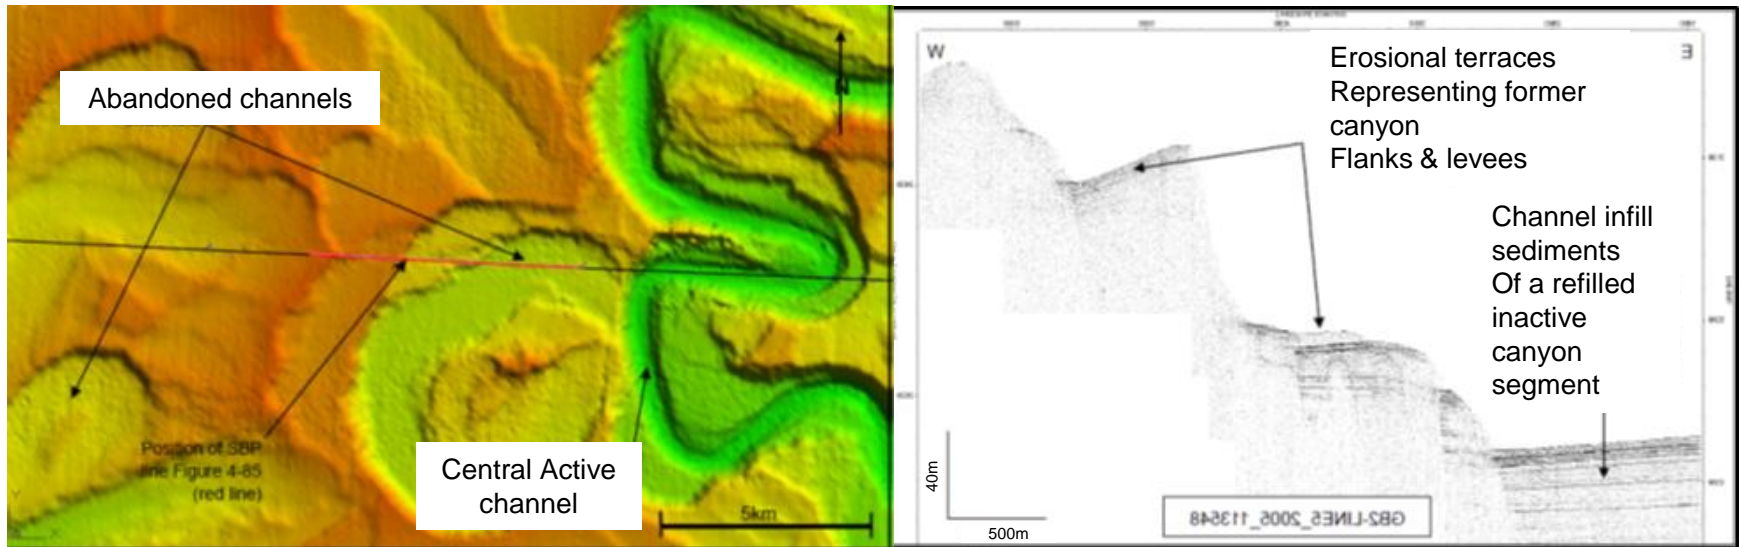 Abandoned channels
N
Position of SBP
line Figure 4-85
(red line)
Central Active
channel
5km
W
E
Erosional terraces
Representing former
canyon
Flanks & levees
Channel infill
sediments
Of a refilled
inactive
canyon
segment
40m
500m
GB2-LINE5_2005_113548